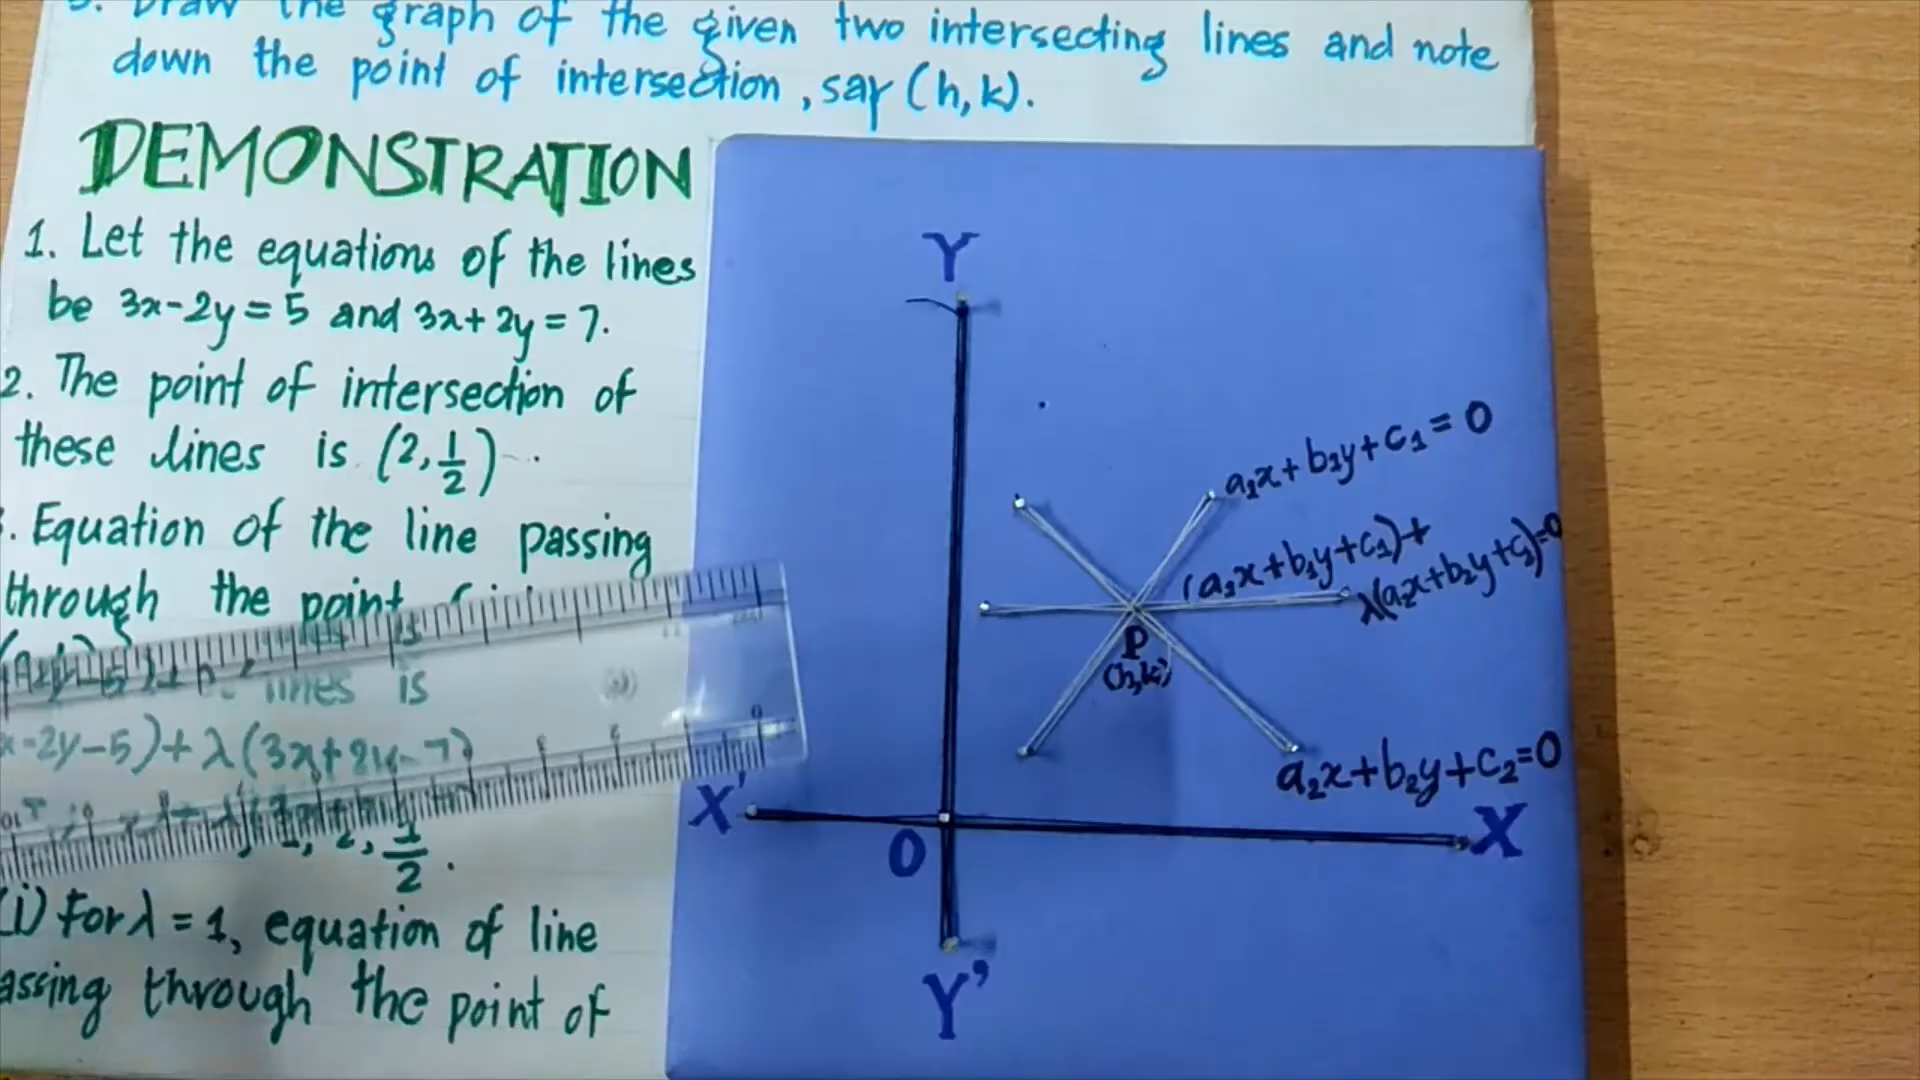 3. Draw the graph of the given two intersecting lines and note
down the point of intersection, say (h, k).
DEMONSTRATION
1. Let the equations of the lines
be 3x-2y=5 and 3x+2y=7.
2. The point of intersection of
these lines is (2, 1/2)
. Equation of the line passing
through the point
lines is
x-2y-5)+λ(3x+2y-7)
1/2.
(i) For λ=1, equation of line
assing through the point of
Y
a₁x+b₁y+c₁=0
(a₁x+b₁y+c₁)+
λ(a₂x+b₂y+c₂)=0
P
(h,k)
a₂x+b₂y+c₂=0
X'
X
O
Y'